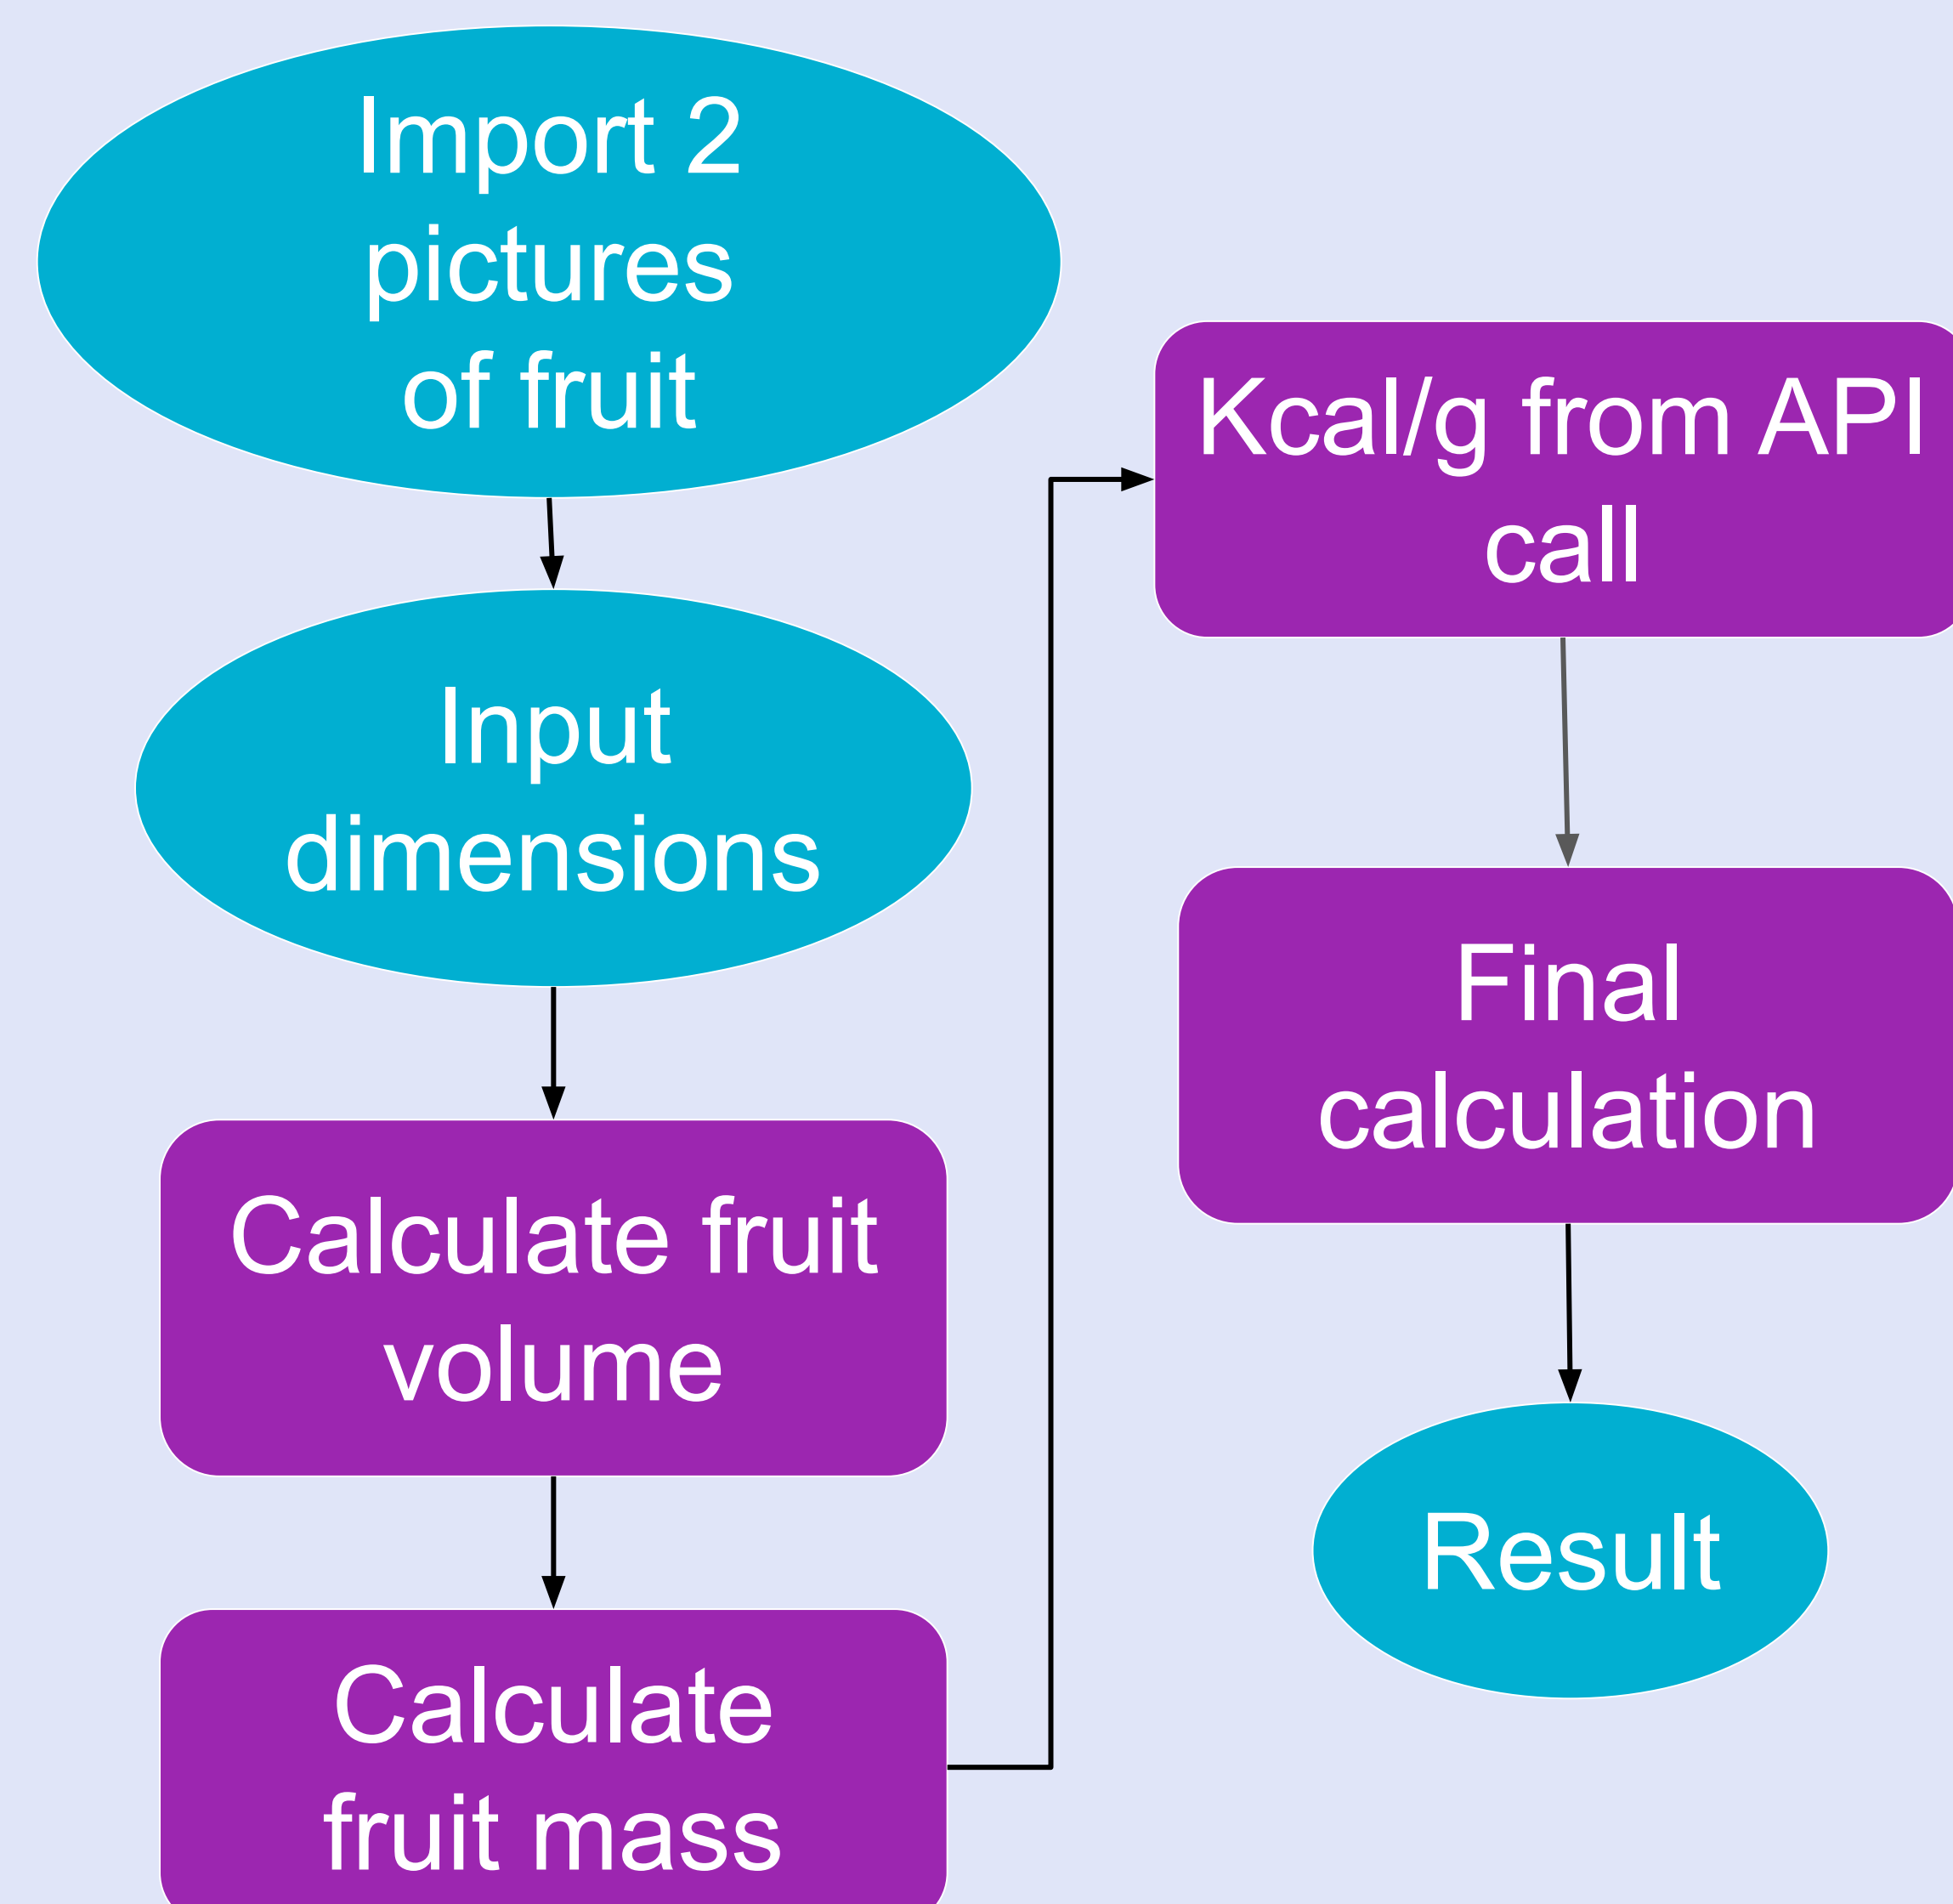 Import 2
pictures
of fruit
Input
dimensions
Calculate fruit
volume
Calculate
fruit mass
Kcal/g from API
call
Final
calculation
Result